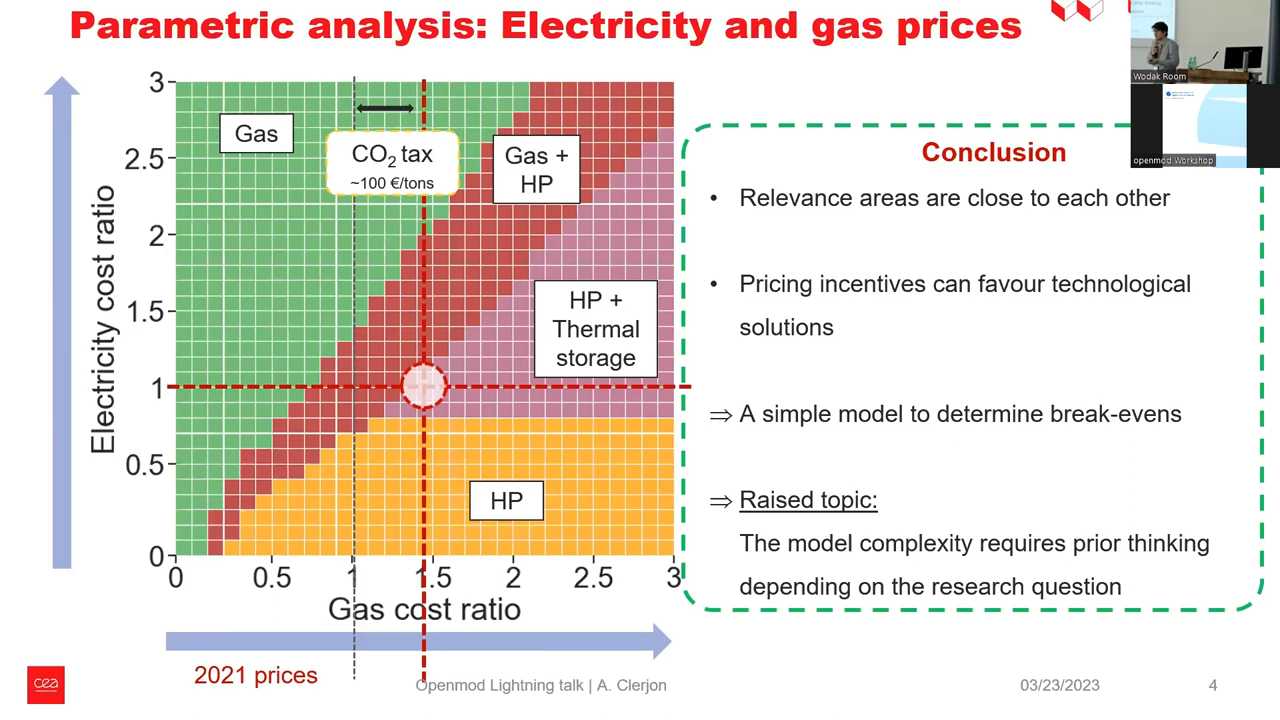 Parametric analysis: Electricity and gas prices
Wodak Room
openmod Workshop
Electricity cost ratio
3
2.5
2
1.5
1
0.5
0
Gas
CO2 tax
~100 €/tons
Gas +
HP
HP +
Thermal
storage
HP
0 0.5 1 1.5 2 2.5 3
Gas cost ratio
2021 prices
Conclusion
• Relevance areas are close to each other
• Pricing incentives can favour technological
solutions
⇒ A simple model to determine break-evens
⇒ Raised topic:
The model complexity requires prior thinking
depending on the research question
cea
Openmod Lightning talk | A. Clerjon
03/23/2023
4